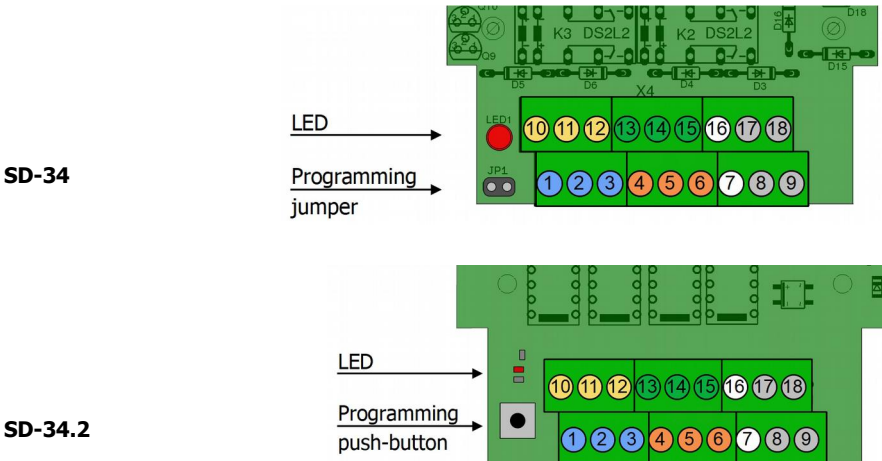 Q10
D16
D18
K3 DS2L2
K2 DS2L2
Q9
D15
D5 D6 D4 D3
X4
LED
LED1
10 11 12 13 14 15 16 17 18
SD-34
Programming
jumper
JP1
1 2 3 4 5 6 7 8 9
LED
10 11 12 13 14 15 16 17 18
SD-34.2
Programming
push-button
1 2 3 4 5 6 7 8 9